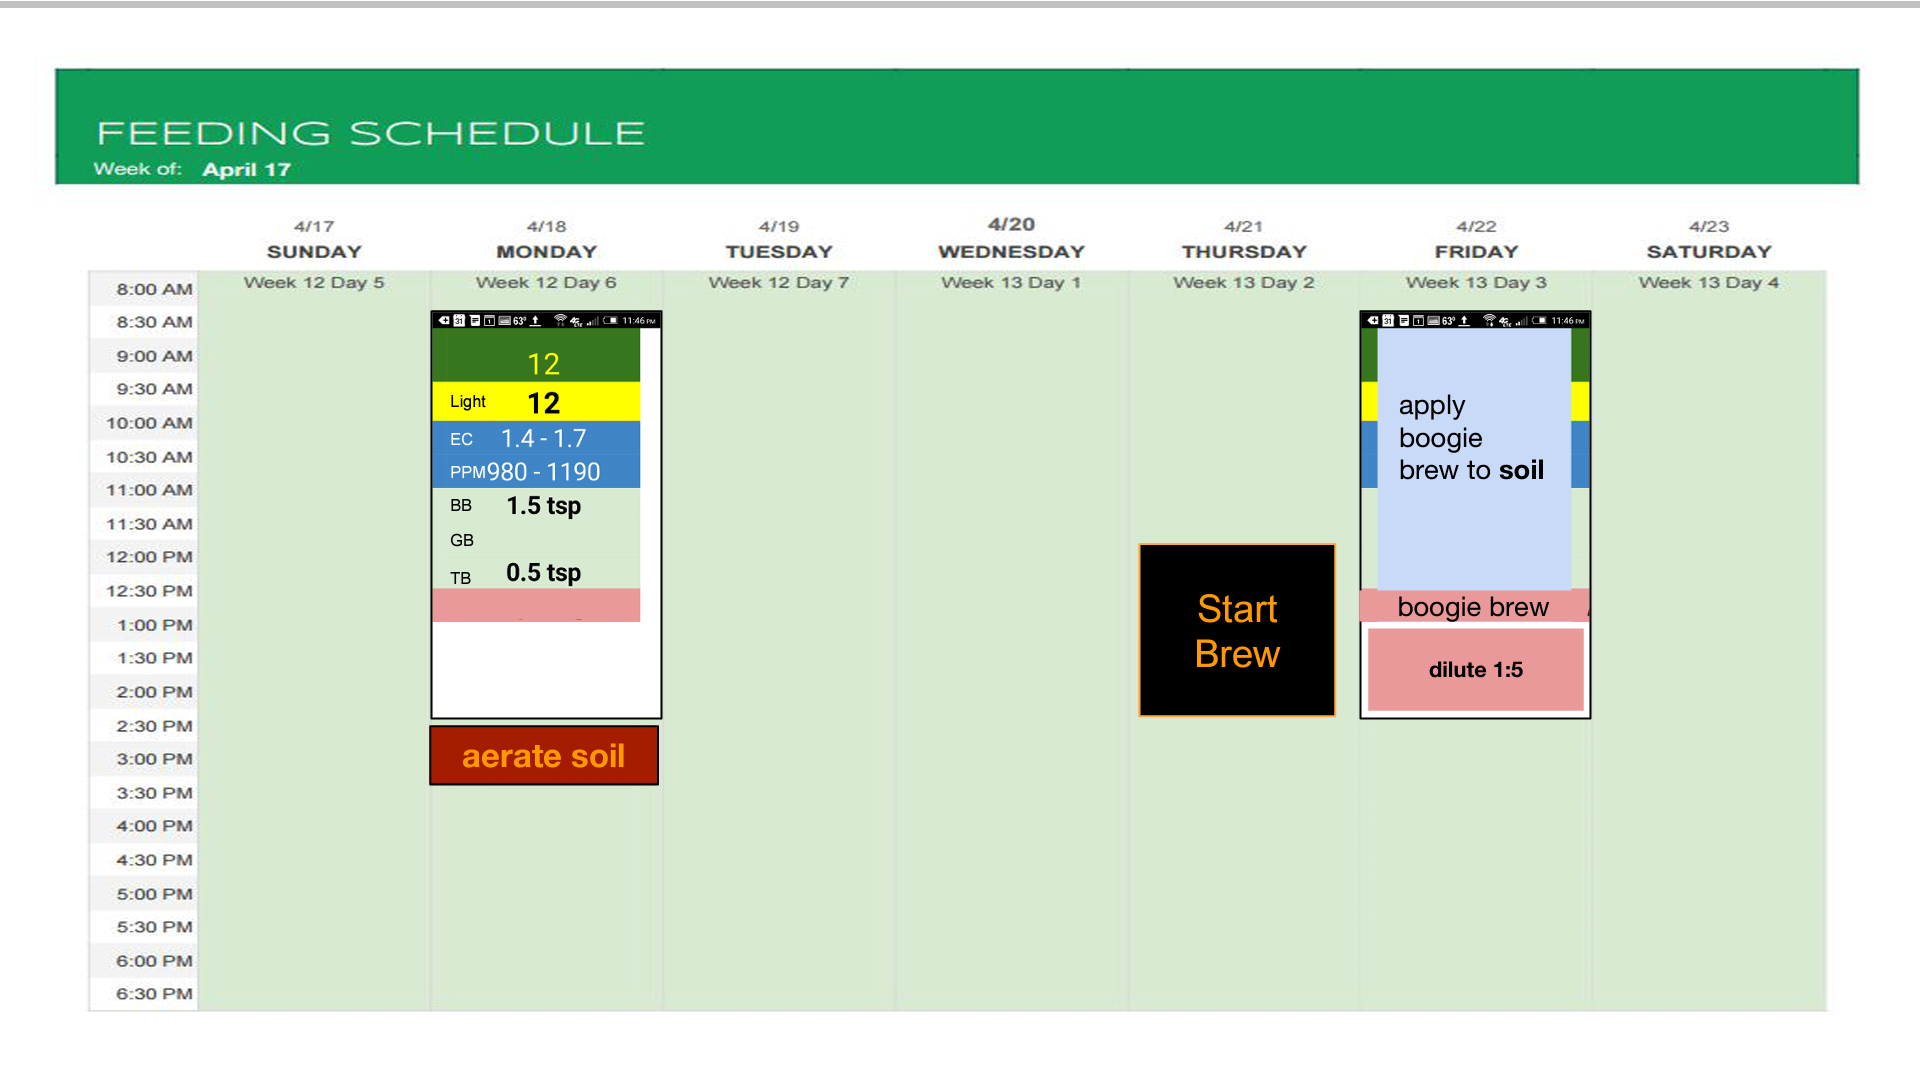 FEEDING SCHEDULE
Week of: April 17
4/17 4/18 4/19 4/20 4/21 4/22 4/23
SUNDAY MONDAY TUESDAY WEDNESDAY THURSDAY FRIDAY SATURDAY
Week 12 Day 5 Week 12 Day 6 Week 12 Day 7 Week 13 Day 1 Week 13 Day 2 Week 13 Day 3 Week 13 Day 4
8:00 AM
8:30 AM
9:00 AM
9:30 AM
10:00 AM
10:30 AM
11:00 AM
11:30 AM
12:00 PM
12:30 PM
1:00 PM
1:30 PM
2:00 PM
2:30 PM
3:00 PM
3:30 PM
4:00 PM
4:30 PM
5:00 PM
5:30 PM
6:00 PM
6:30 PM
31 1 63° 4G LTE 11:46 PM
12
Light 12
EC 1.4 - 1.7
PPM 980 - 1190
BB 1.5 tsp
GB
TB 0.5 tsp
aerate soil
Start
Brew
31 1 63° 4G LTE 11:46 PM
apply
boogie
brew to soil
boogie brew
dilute 1:5